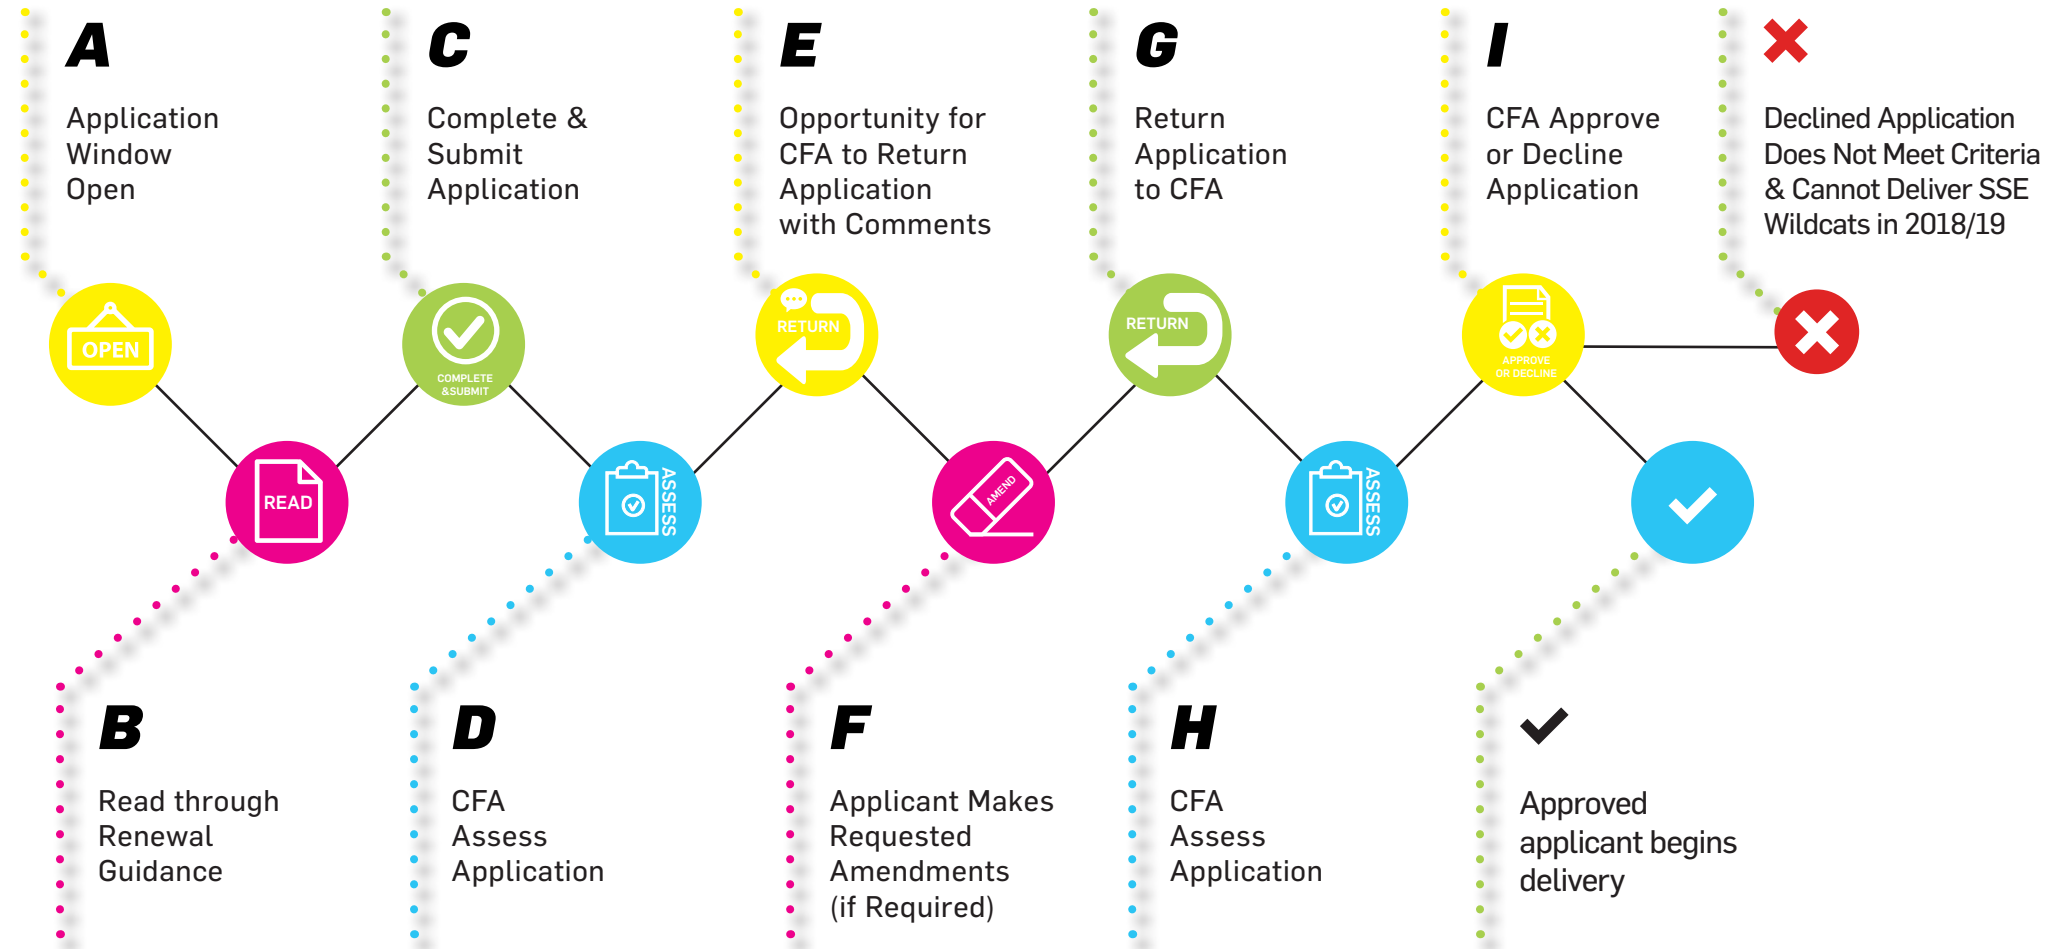 A
Application
Window
Open
C
Complete &
Submit
Application
E
Opportunity for
CFA to Return
Application
with Comments
G
Return
Application
to CFA
I
CFA Approve
or Decline
Application
Declined Application
Does Not Meet Criteria
& Cannot Deliver SSE
Wildcats in 2018/19
OPEN
COMPLETE
&SUBMIT
RETURN
RETURN
APPROVE
OR DECLINE
READ
ASSESS
AMEND
ASSESS
B
Read through
Renewal
Guidance
D
CFA
Assess
Application
F
Applicant Makes
Requested
Amendments
(if Required)
H
CFA
Assess
Application
Approved
applicant begins
delivery